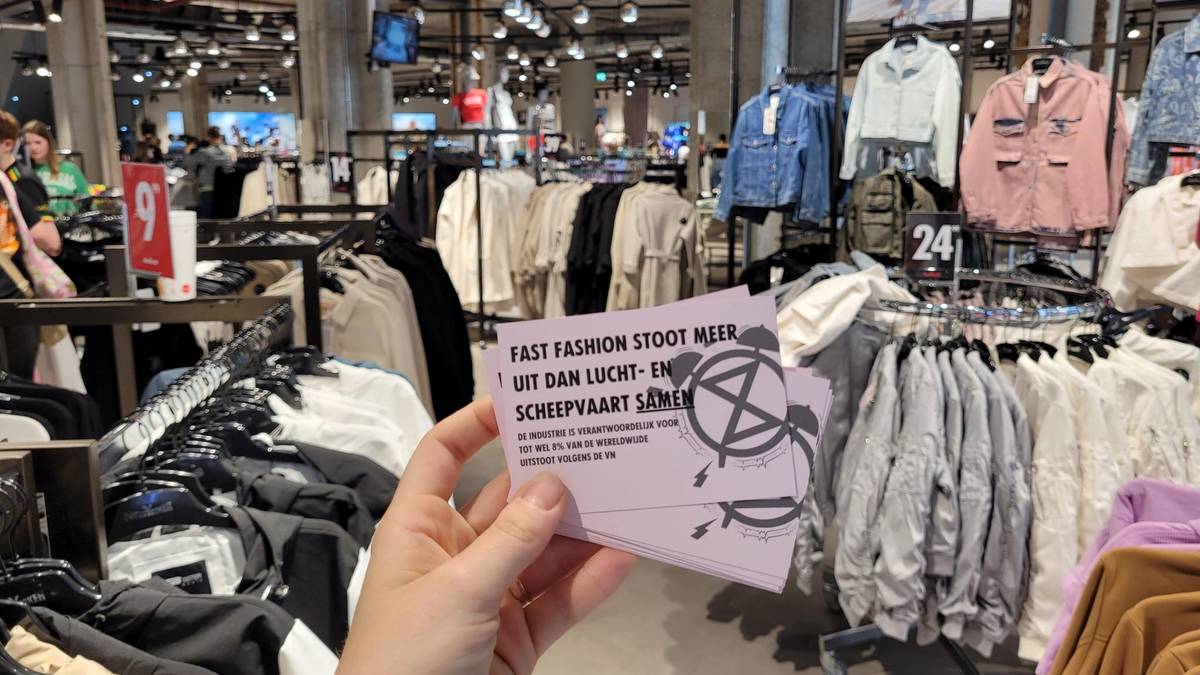 9
14
24
FAST FASHION STOOT MEER
UIT DAN LUCHT- EN
SCHEEPVAART SAMEN
DE INDUSTRIE IS VERANTWOORDELIJK VOOR
TOT WEL 8% VAN DE WERELDWIJDE
UITSTOOT VOLGENS DE VN